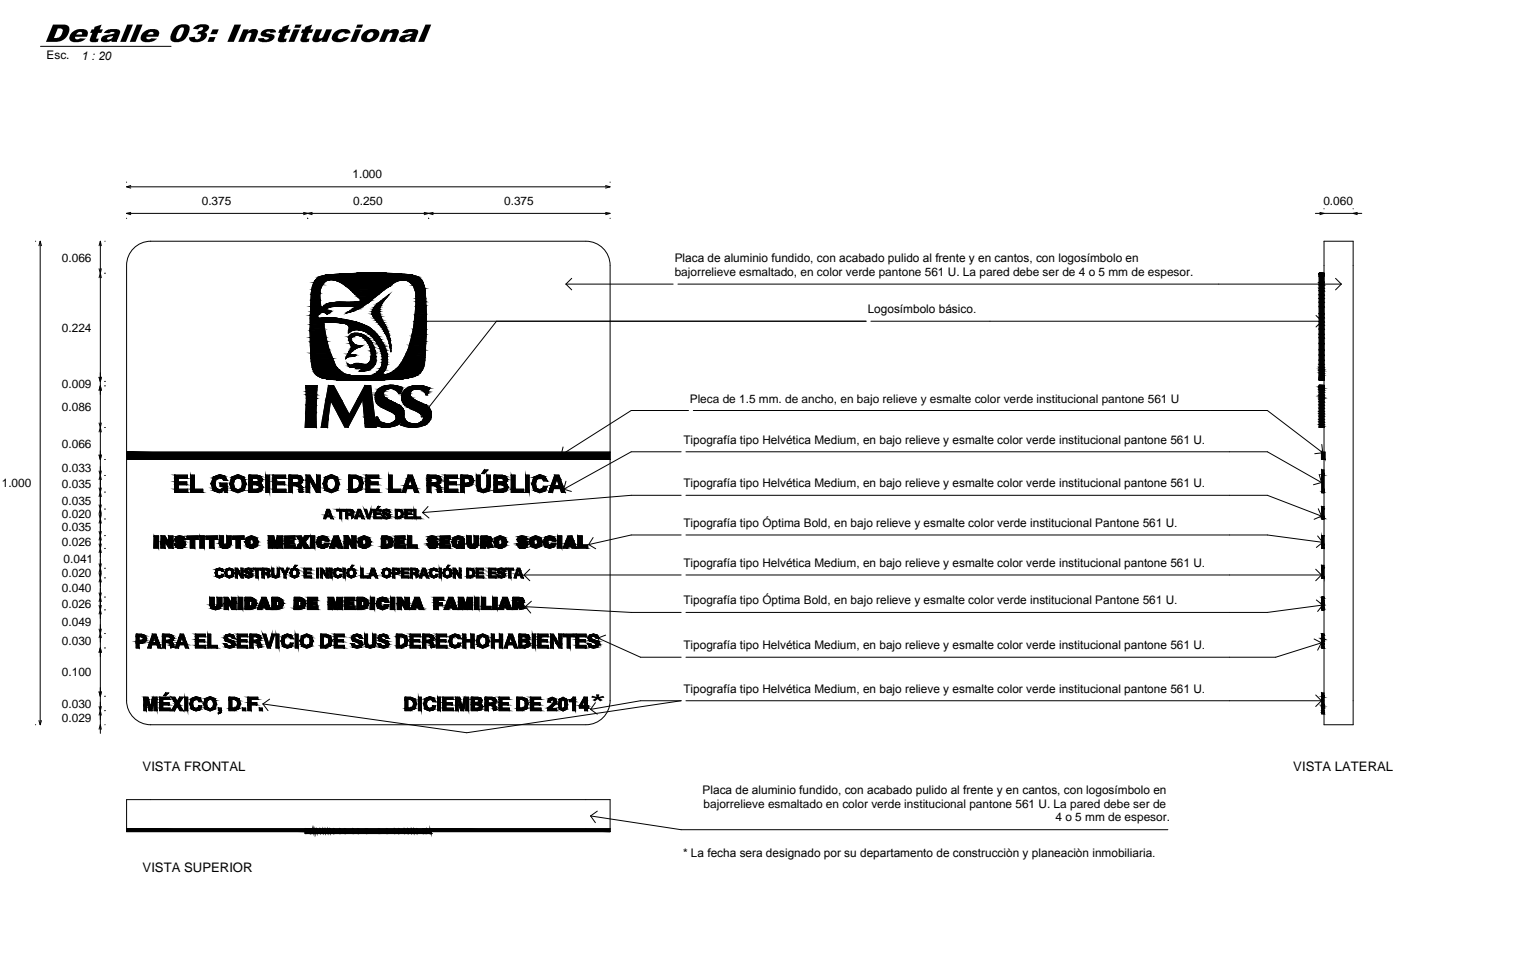 Detalle 03: Institucional
Esc. 1 : 20
1.000
0.375 0.250 0.375
0.060
0.066
0.224
0.009
0.086
0.066
0.033
0.035
0.035
0.020
0.035
0.026
0.041
0.020
0.040
0.026
0.049
0.030
0.100
0.030
0.029
1.000
IMSS
EL GOBIERNO DE LA REPÚBLICA
A TRAVÉS DEL
INSTITUTO MEXICANO DEL SEGURO SOCIAL
CONSTRUYÓ E INICIÓ LA OPERACIÓN DE ESTA
UNIDAD DE MEDICINA FAMILIAR
PARA EL SERVICIO DE SUS DERECHOHABIENTES
MÉXICO, D.F. DICIEMBRE DE 2014*
Placa de aluminio fundido, con acabado pulido al frente y en cantos, con logosímbolo en
bajorrelieve esmaltado, en color verde pantone 561 U. La pared debe ser de 4 o 5 mm de espesor.
Logosímbolo básico.
Pleca de 1.5 mm. de ancho, en bajo relieve y esmalte color verde institucional pantone 561 U
Tipografía tipo Helvética Medium, en bajo relieve y esmalte color verde institucional pantone 561 U.
Tipografía tipo Helvética Medium, en bajo relieve y esmalte color verde institucional pantone 561 U.
Tipografía tipo Óptima Bold, en bajo relieve y esmalte color verde institucional Pantone 561 U.
Tipografía tipo Helvética Medium, en bajo relieve y esmalte color verde institucional pantone 561 U.
Tipografía tipo Óptima Bold, en bajo relieve y esmalte color verde institucional Pantone 561 U.
Tipografía tipo Helvética Medium, en bajo relieve y esmalte color verde institucional pantone 561 U.
Tipografía tipo Helvética Medium, en bajo relieve y esmalte color verde institucional pantone 561 U.
VISTA FRONTAL
VISTA LATERAL
Placa de aluminio fundido, con acabado pulido al frente y en cantos, con logosímbolo en
bajorrelieve esmaltado en color verde institucional pantone 561 U. La pared debe ser de
4 o 5 mm de espesor.
* La fecha sera designado por su departamento de construcciòn y planeaciòn inmobiliaria.
VISTA SUPERIOR